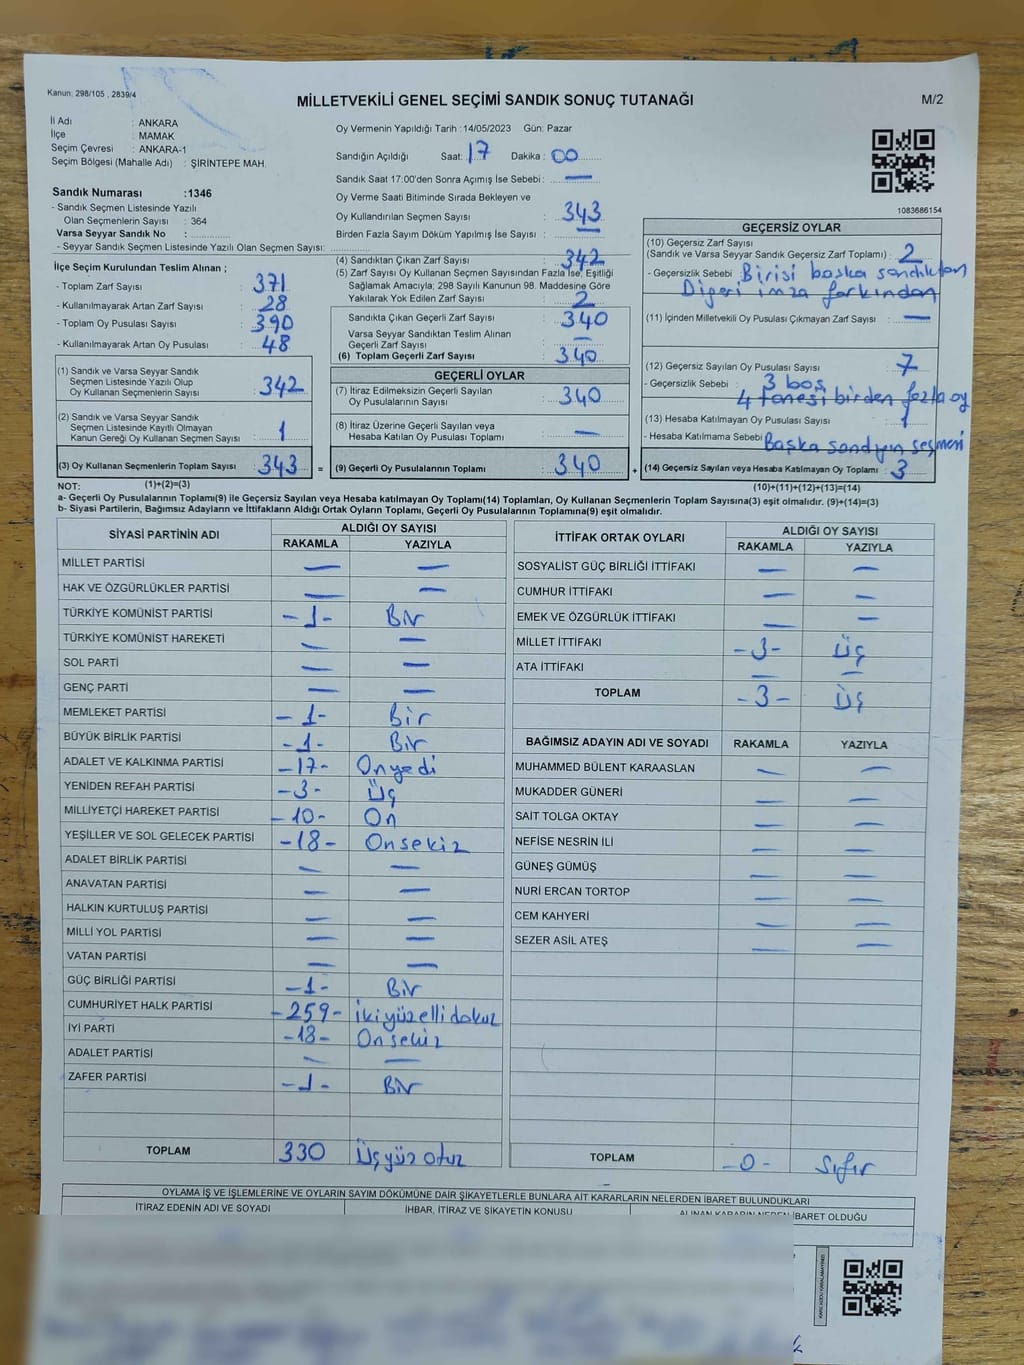 Kanun: 298/105 , 2839/4
MİLLETVEKİLİ GENEL SEÇİMİ SANDIK SONUÇ TUTANAĞI
M/2
İl Adı : ANKARA
İlçe : MAMAK
Seçim Çevresi : ANKARA-1
Seçim Bölgesi (Mahalle Adı) : ŞİRİNTEPE MAH.
Sandık Numarası :1346
- Sandık Seçmen Listesinde Yazılı
Olan Seçmenlerin Sayısı : 364
Varsa Seyyar Sandık No : ..............
- Seyyar Sandık Seçmen Listesinde Yazılı Olan Seçmen Sayısı: ..............
Oy Vermenin Yapıldığı Tarih :14/05/2023 Gün: Pazar
Sandığın Açıldığı Saat: 17 Dakika : 00
Sandık Saat 17:00'den Sonra Açımış İse Sebebi : —
Oy Verme Saati Bitiminde Sırada Bekleyen ve
Oy Kullandırılan Seçmen Sayısı : 343
Birden Fazla Sayım Döküm Yapılmış İse Sayısı : —
1083686154
İlçe Seçim Kurulundan Teslim Alınan ;
- Toplam Zarf Sayısı : 371
- Kullanılmayarak Artan Zarf Sayısı : 28
- Toplam Oy Pusulası Sayısı : 390
- Kullanılmayarak Artan Oy Pusulası : 48
(1) Sandık ve Varsa Seyyar Sandık
Seçmen Listesinde Yazılı Olup
Oy Kullanan Seçmenlerin Sayısı : 342
(2) Sandık ve Varsa Seyyar Sandık
Seçmen Listesinde Kayıtlı Olmayan
Kanun Gereği Oy Kullanan Seçmen Sayısı : 1
(3) Oy Kullanan Seçmenlerin Toplam Sayısı : 343
(1)+(2)=(3)
(4) Sandıktan Çıkan Zarf Sayısı : 342
(5) Zarf Sayısı Oy Kullanan Seçmen Sayısından Fazla İse, Eşitliği
Sağlamak Amacıyla; 298 Sayılı Kanunun 98. Maddesine Göre
Yakılarak Yok Edilen Zarf Sayısı : 2
Sandıkta Çıkan Geçerli Zarf Sayısı : 340
Varsa Seyyar Sandıktan Teslim Alınan
Geçerli Zarf Sayısı : —
(6) Toplam Geçerli Zarf Sayısı : 340
GEÇERLİ OYLAR
(7) İtiraz Edilmeksizin Geçerli Sayılan
Oy Pusulalarının Sayısı : 340
(8) İtiraz Üzerine Geçerli Sayılan veya
Hesaba Katılan Oy Pusulası Toplamı : —
= (9) Geçerli Oy Pusulalarının Toplamı : 340
GEÇERSİZ OYLAR
(10) Geçersiz Zarf Sayısı
(Sandık ve Varsa Seyyar Sandık Geçersiz Zarf Toplamı) : 2
- Geçersizlik Sebebi : Birisi başka sandıktan
Diğeri imza farkından
(11) İçinden Milletvekili Oy Pusulası Çıkmayan Zarf Sayısı : —
(12) Geçersiz Sayılan Oy Pusulası Sayısı : 7
- Geçersizlik Sebebi : 3 boş
4 tanesi birden fazla oy
(13) Hesaba Katılmayan Oy Pusulası Sayısı : 1
- Hesaba Katılmama Sebebi : Başka sandığın seçmeni
+ (14) Geçersiz Sayılan veya Hesaba Katılmayan Oy Toplamı : 3
(10)+(11)+(12)+(13)=(14)
NOT:
a- Geçerli Oy Pusulalarının Toplamı(9) ile Geçersiz Sayılan veya Hesaba katılmayan Oy Toplamı(14) Toplamları, Oy Kullanan Seçmenlerin Toplam Sayısına(3) eşit olmalıdır. (9)+(14)=(3)
b- Siyasi Partilerin, Bağımsız Adayların ve İttifakların Aldığı Ortak Oyların Toplamı, Geçerli Oy Pusulalarının Toplamına(9) eşit olmalıdır.
SİYASİ PARTİNİN ADI ALDIĞI OY SAYISI
RAKAMLA YAZIYLA
MİLLET PARTİSİ — —
HAK VE ÖZGÜRLÜKLER PARTİSİ — —
TÜRKİYE KOMÜNİST PARTİSİ -1- Bir
TÜRKİYE KOMÜNİST HAREKETİ — —
SOL PARTİ — —
GENÇ PARTİ — —
MEMLEKET PARTİSİ -1- Bir
BÜYÜK BİRLİK PARTİSİ -1- Bir
ADALET VE KALKINMA PARTİSİ -17- Onyedi
YENİDEN REFAH PARTİSİ -3- Üç
MİLLİYETÇİ HAREKET PARTİSİ -10- On
YEŞİLLER VE SOL GELECEK PARTİSİ -18- Onsekiz
ADALET BİRLİK PARTİSİ — —
ANAVATAN PARTİSİ — —
HALKIN KURTULUŞ PARTİSİ — —
MİLLİ YOL PARTİSİ — —
VATAN PARTİSİ — —
GÜÇ BİRLİĞİ PARTİSİ -1- Bir
CUMHURİYET HALK PARTİSİ -259- İkiyüzellidokuz
İYİ PARTİ -18- Onsekiz
ADALET PARTİSİ — —
ZAFER PARTİSİ -1- Bir
TOPLAM 330 Üçyüz otuz
İTTİFAK ORTAK OYLARI ALDIĞI OY SAYISI
RAKAMLA YAZIYLA
SOSYALİST GÜÇ BİRLİĞİ İTTİFAKI — —
CUMHUR İTTİFAKI — —
EMEK VE ÖZGÜRLÜK İTTİFAKI — —
MİLLET İTTİFAKI -3- Üç
ATA İTTİFAKI — —
TOPLAM -3- Üç
BAĞIMSIZ ADAYIN ADI VE SOYADI RAKAMLA YAZIYLA
MUHAMMED BÜLENT KARAASLAN — —
MUKADDER GÜNERİ — —
SAİT TOLGA OKTAY — —
NEFİSE NESRİN İLİ — —
GÜNEŞ GÜMÜŞ — —
NURİ ERCAN TORTOP — —
CEM KAHYERİ — —
SEZER ASİL ATEŞ — —
TOPLAM -0- Sıfır
OYLAMA İŞ VE İŞLEMLERİNE VE OYLARIN SAYIM DÖKÜMÜNE DAİR ŞİKAYETLERLE BUNLARA AİT KARARLARIN NELERDEN İBARET BULUNDUKLARI
İTİRAZ EDENİN ADI VE SOYADI İHBAR, İTİRAZ VE ŞİKAYETİN KONUSU ALINAN KARARIN NEDEN İBARET OLDUĞU